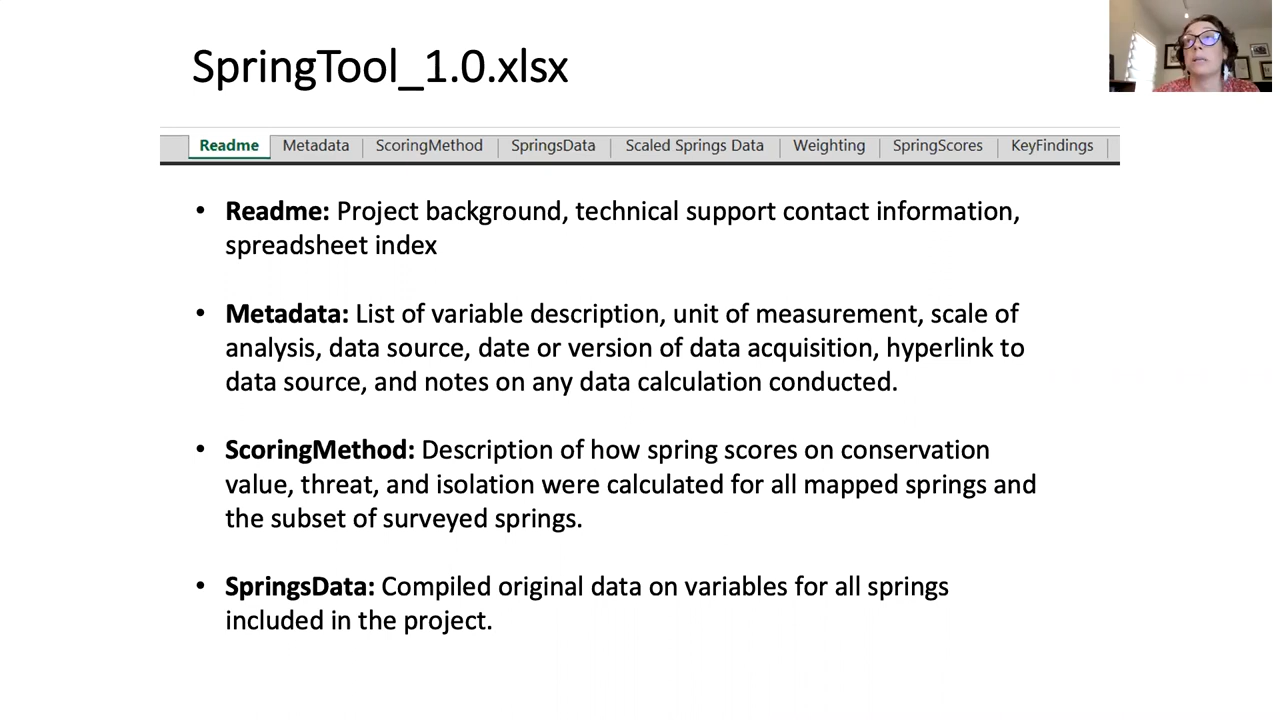 SpringTool_1.0.xlsx
Readme Metadata ScoringMethod SpringsData Scaled Springs Data Weighting SpringScores KeyFindings
• Readme: Project background, technical support contact information,
spreadsheet index
• Metadata: List of variable description, unit of measurement, scale of
analysis, data source, date or version of data acquisition, hyperlink to
data source, and notes on any data calculation conducted.
• ScoringMethod: Description of how spring scores on conservation
value, threat, and isolation were calculated for all mapped springs and
the subset of surveyed springs.
• SpringsData: Compiled original data on variables for all springs
included in the project.